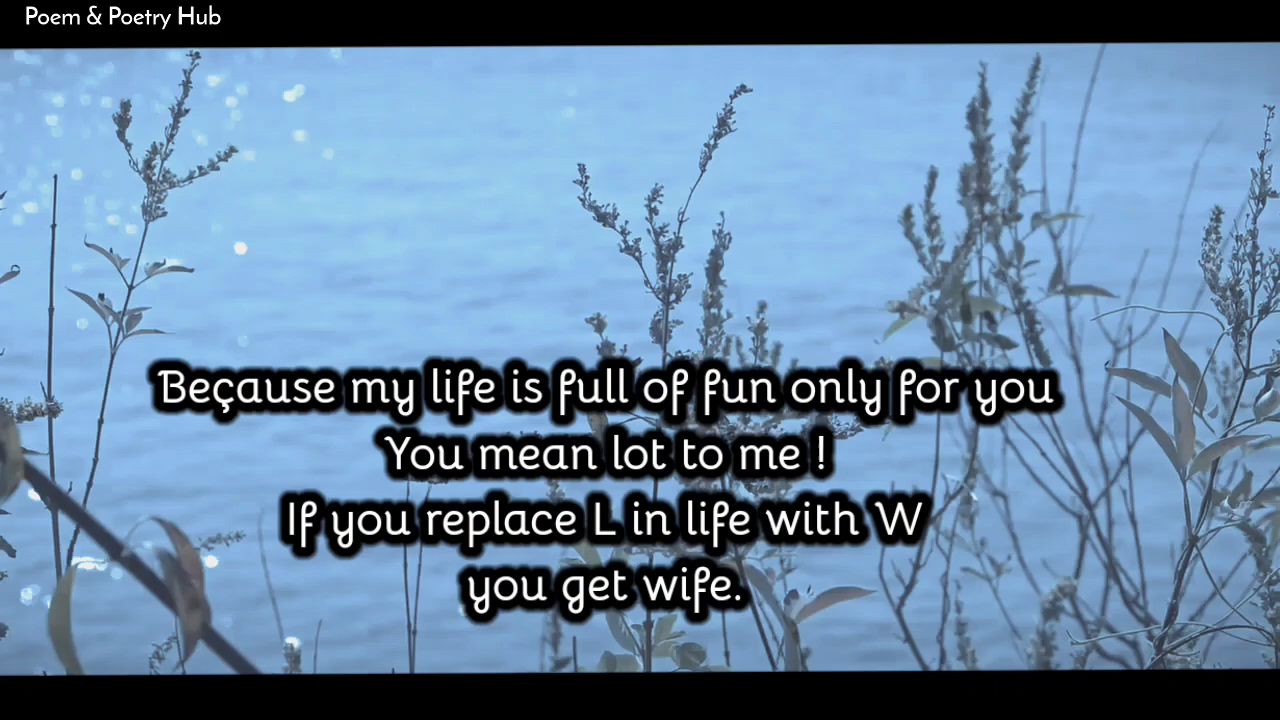 Poem & Poetry Hub
Beçause my life is full of fun only for you
You mean lot to me !
If you replace L in life with W
you get wife.